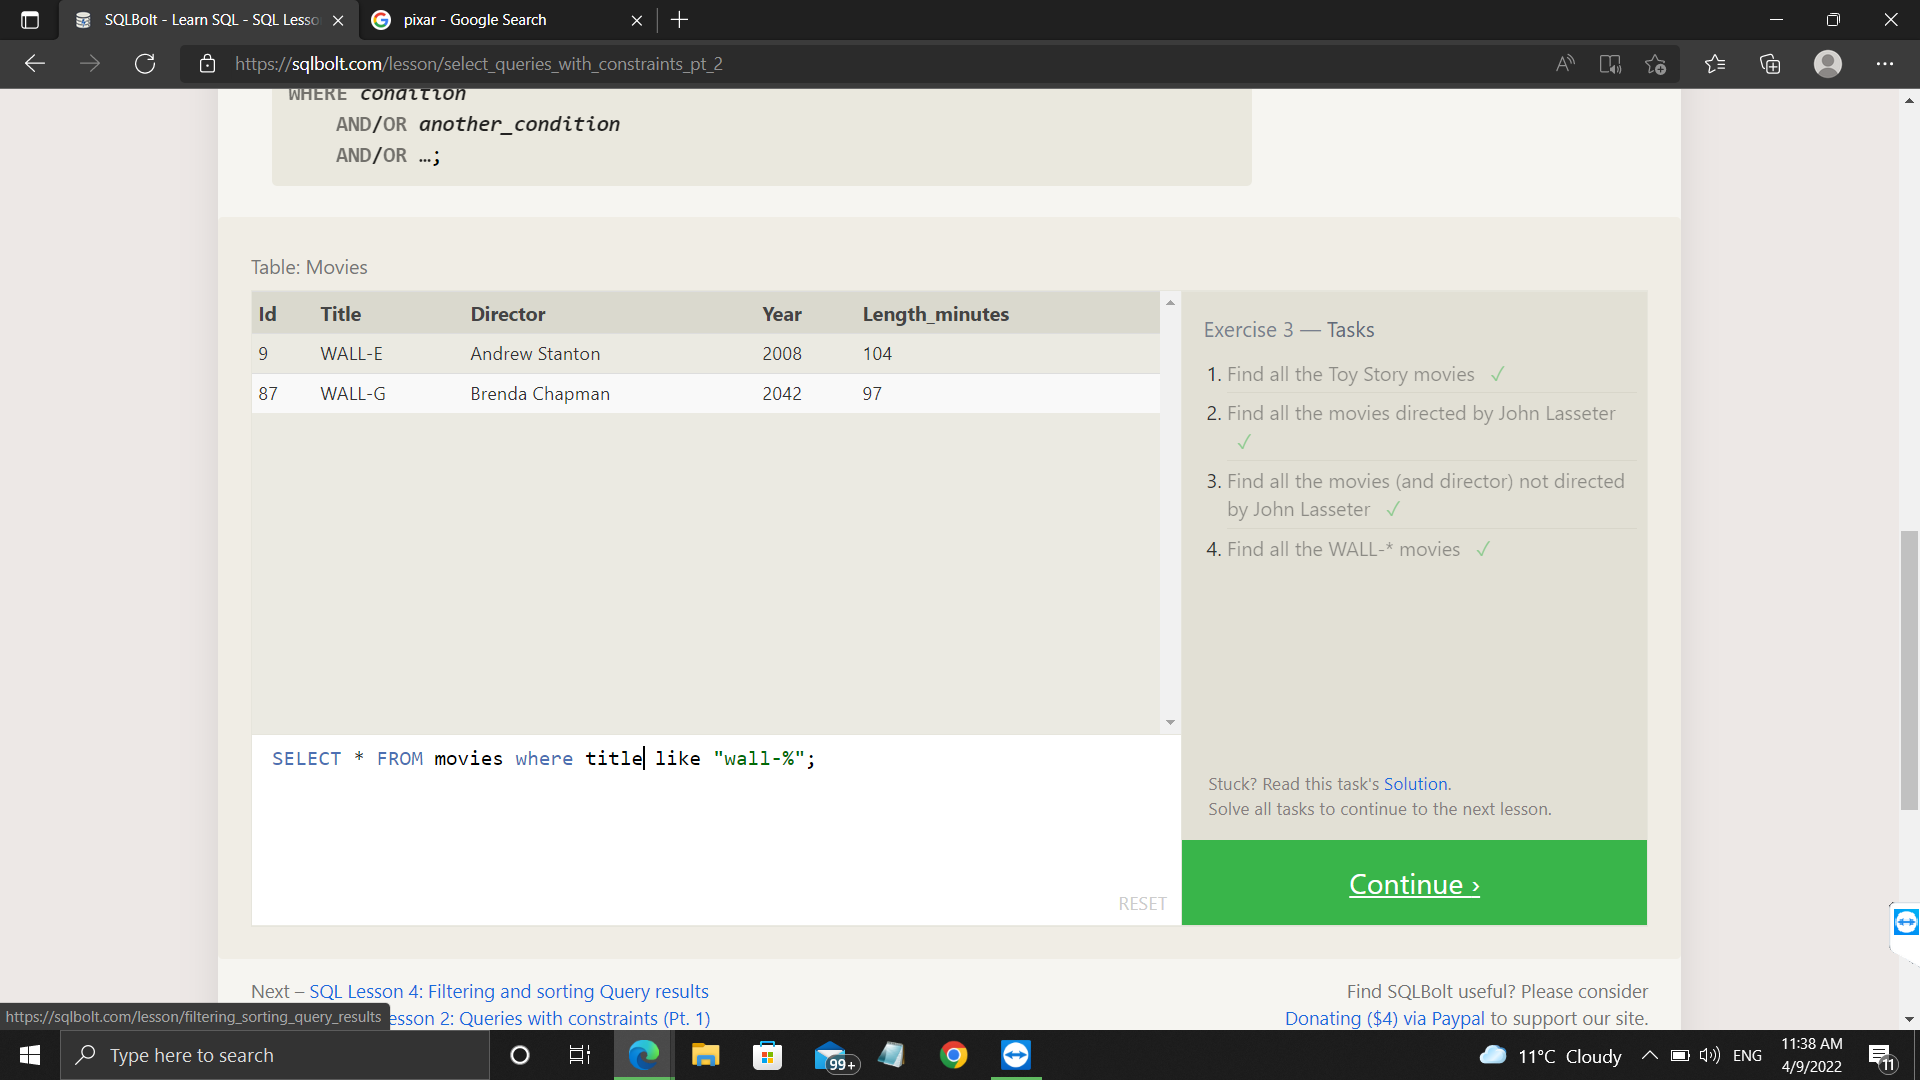 SQLBolt - Learn SQL - SQL Lesso
pixar - Google Search
https://sqlbolt.com/lesson/select_queries_with_constraints_pt_2
WHERE condition
AND/OR another_condition
AND/OR …;
Table: Movies
Id Title Director Year Length_minutes
9 WALL-E Andrew Stanton 2008 104
87 WALL-G Brenda Chapman 2042 97
SELECT * FROM movies where title like "wall-%";
RESET
Exercise 3 — Tasks
1. Find all the Toy Story movies ✓
2. Find all the movies directed by John Lasseter
✓
3. Find all the movies (and director) not directed
by John Lasseter ✓
4. Find all the WALL-* movies ✓
Stuck? Read this task's Solution.
Solve all tasks to continue to the next lesson.
Continue ›
Next – SQL Lesson 4: Filtering and sorting Query results
esson 2: Queries with constraints (Pt. 1)
Find SQLBolt useful? Please consider
Donating ($4) via Paypal to support our site.
https://sqlbolt.com/lesson/filtering_sorting_query_results
Type here to search
99+
11°C Cloudy
ENG
11:38 AM
4/9/2022
11